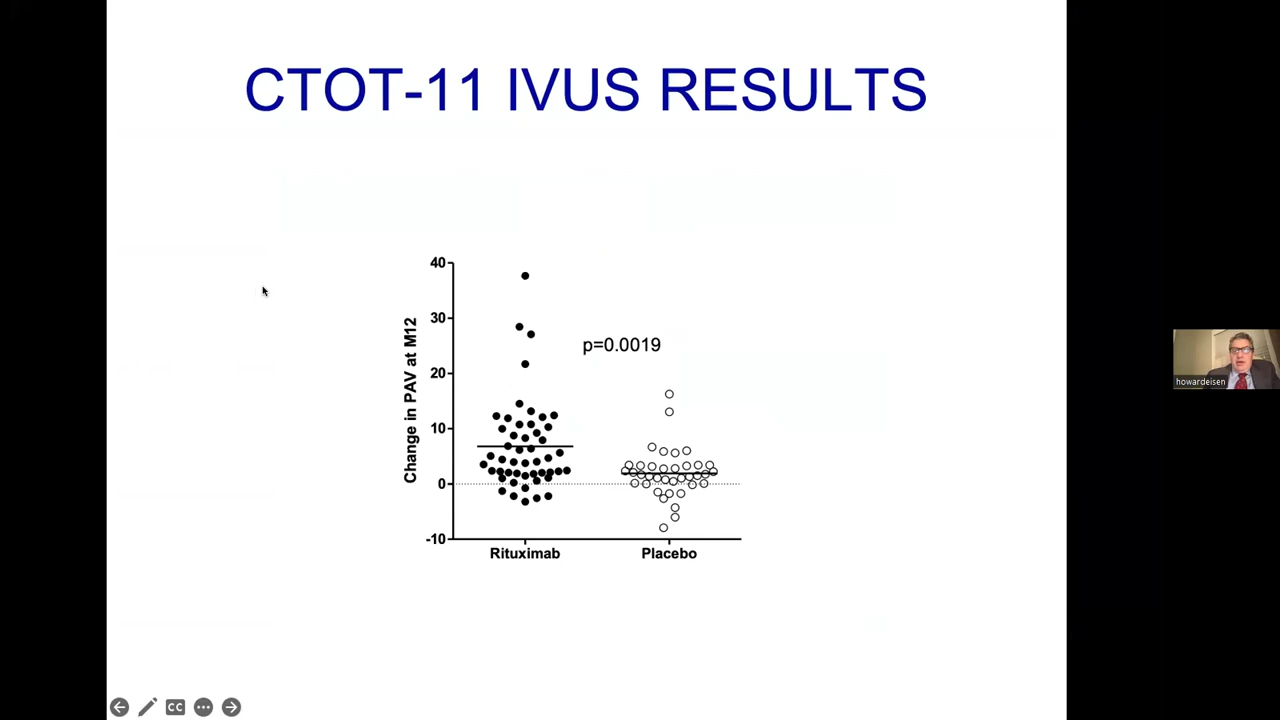 CTOT-11 IVUS RESULTS
40
30
20
10
0
-10
Change in PAV at M12
p=0.0019
Rituximab
Placebo
howardeisen
CC